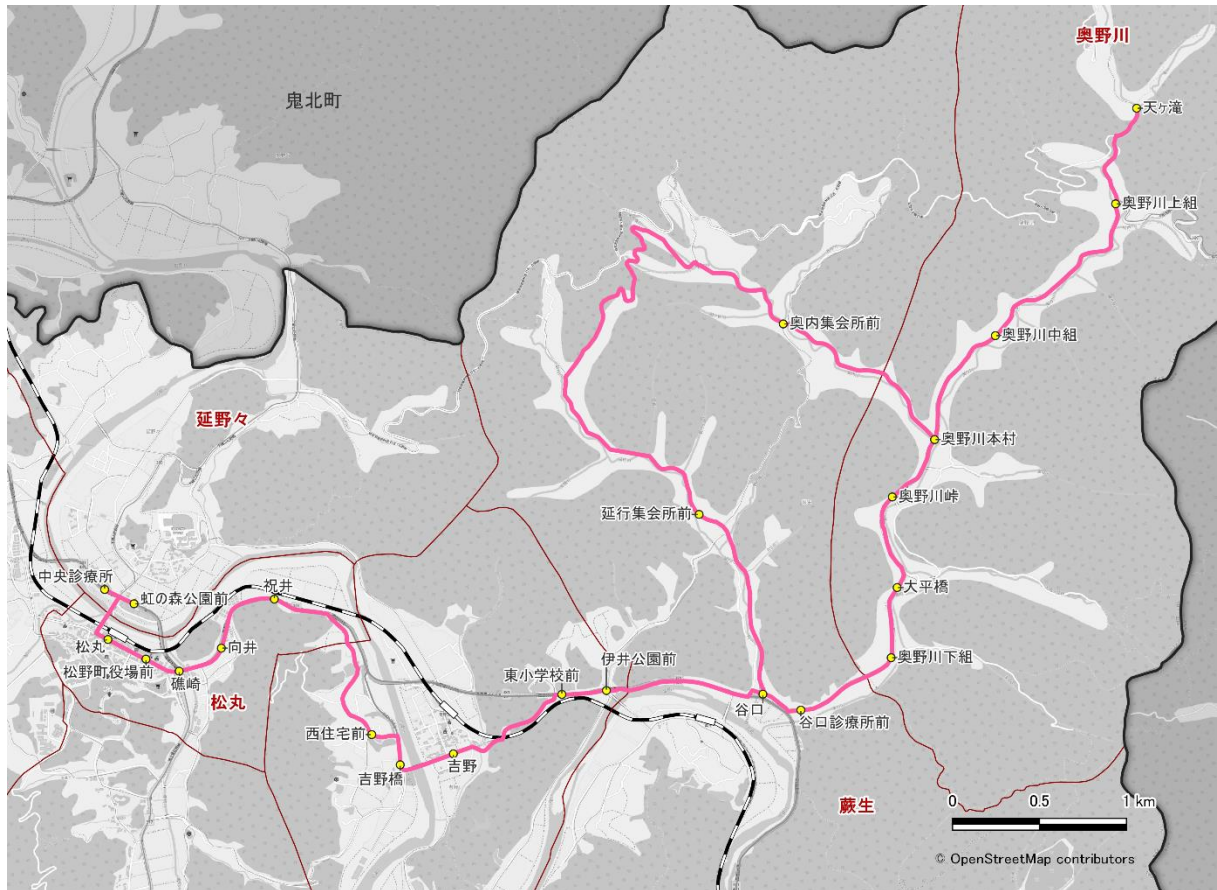 奥野川
鬼北町
天ヶ滝
奥野川上組
奥内集会所前
奥野川中組
延野々
奥野川本村
奥野川峠
延行集会所前
中央診療所
虹の森公園前
祝井
大平橋
松丸
松野町役場前
向井
礁崎
松丸
奥野川下組
伊井公園前
東小学校前
谷口
谷口診療所前
西住宅前
吉野橋
吉野
蕨生
0 0.5 1 km
© OpenStreetMap contributors